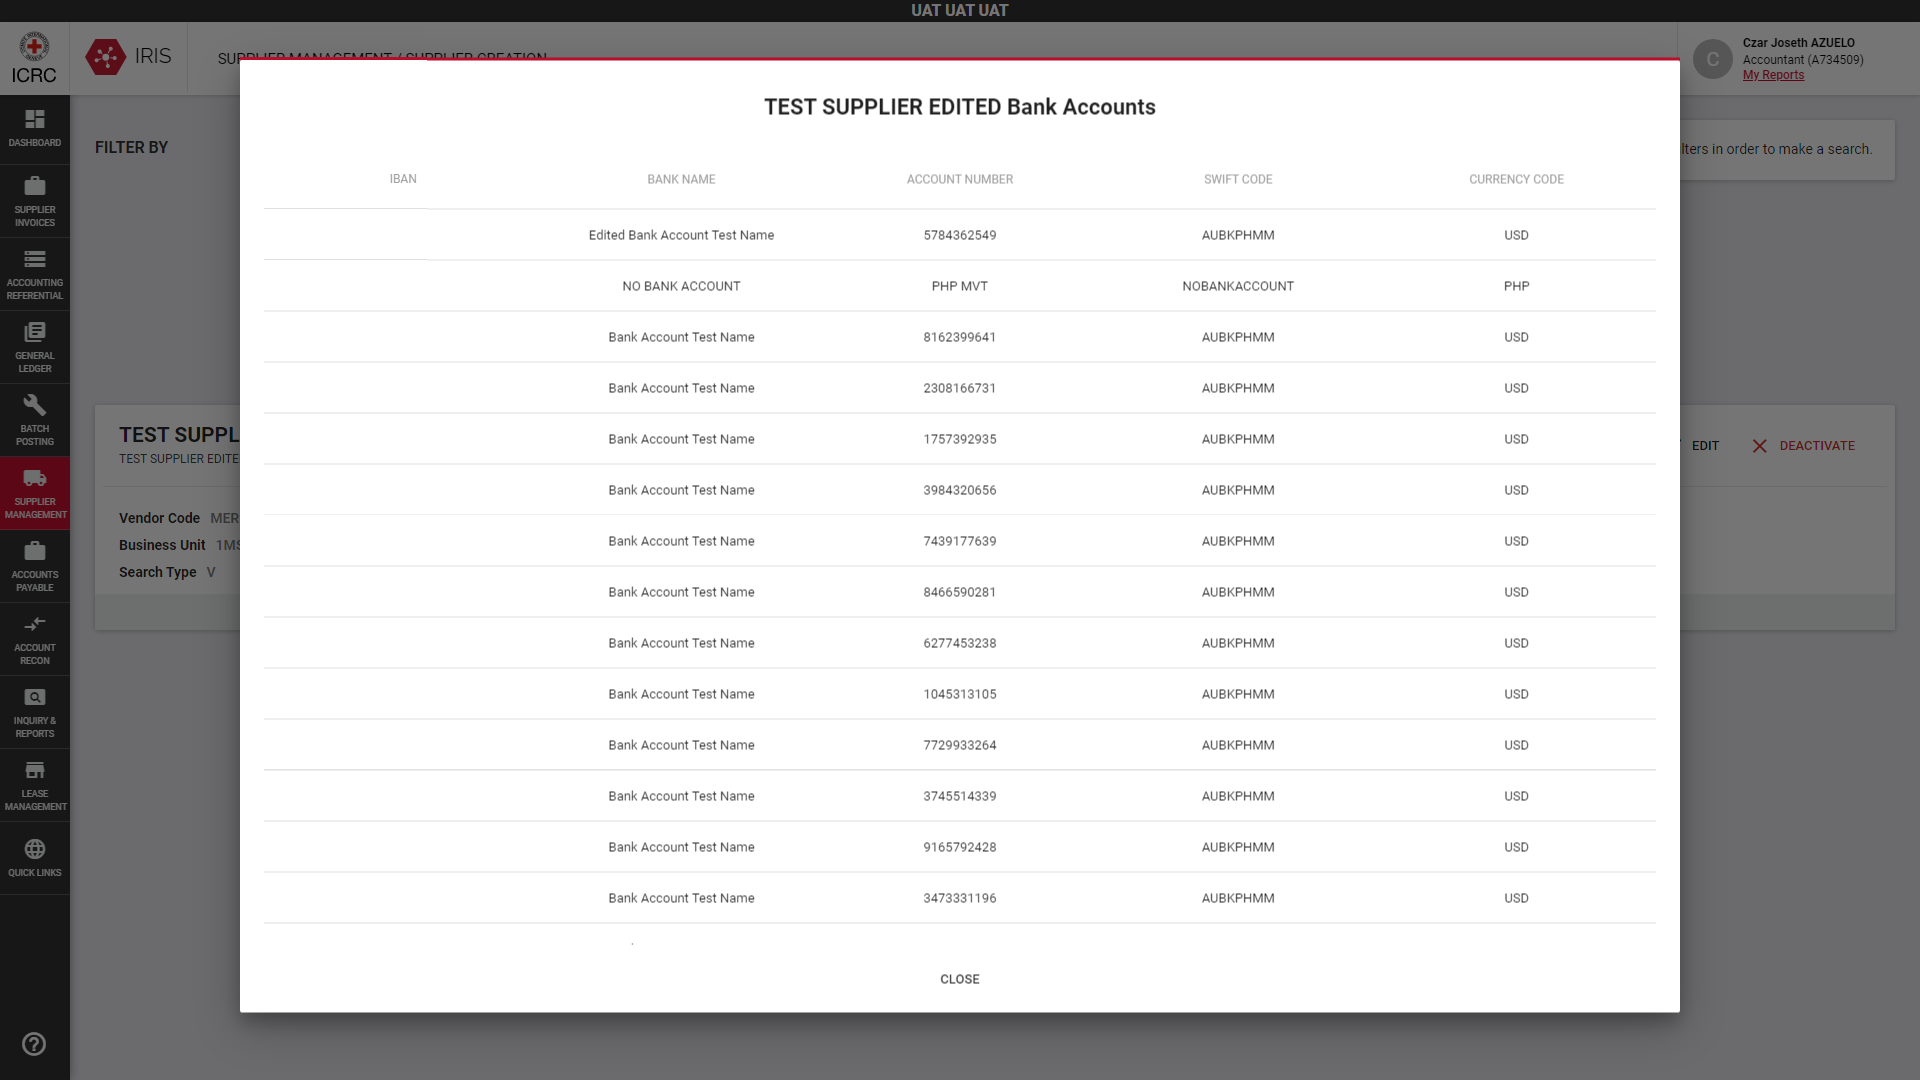 UAT UAT UAT
ICRC
IRIS
SUPPLIER MANAGEMENT / SUPPLIER CREATION
C
Czar Joseth AZUELO
Accountant (A734509)
My Reports
DASHBOARD
SUPPLIER
INVOICES
ACCOUNTING
REFERENTIAL
GENERAL
LEDGER
BATCH
POSTING
SUPPLIER
MANAGEMENT
ACCOUNTS
PAYABLE
ACCOUNT
RECON
INQUIRY &
REPORTS
LEASE
MANAGEMENT
QUICK LINKS
FILTER BY
lters in order to make a search.
TEST SUPPL
TEST SUPPLIER EDITE
EDIT DEACTIVATE
Vendor Code MER
Business Unit 1MS
Search Type V
TEST SUPPLIER EDITED Bank Accounts
IBAN BANK NAME ACCOUNT NUMBER SWIFT CODE CURRENCY CODE
Edited Bank Account Test Name 5784362549 AUBKPHMM USD
NO BANK ACCOUNT PHP MVT NOBANKACCOUNT PHP
Bank Account Test Name 8162399641 AUBKPHMM USD
Bank Account Test Name 2308166731 AUBKPHMM USD
Bank Account Test Name 1757392935 AUBKPHMM USD
Bank Account Test Name 3984320656 AUBKPHMM USD
Bank Account Test Name 7439177639 AUBKPHMM USD
Bank Account Test Name 8466590281 AUBKPHMM USD
Bank Account Test Name 6277453238 AUBKPHMM USD
Bank Account Test Name 1045313105 AUBKPHMM USD
Bank Account Test Name 7729933264 AUBKPHMM USD
Bank Account Test Name 3745514339 AUBKPHMM USD
Bank Account Test Name 9165792428 AUBKPHMM USD
Bank Account Test Name 3473331196 AUBKPHMM USD
CLOSE